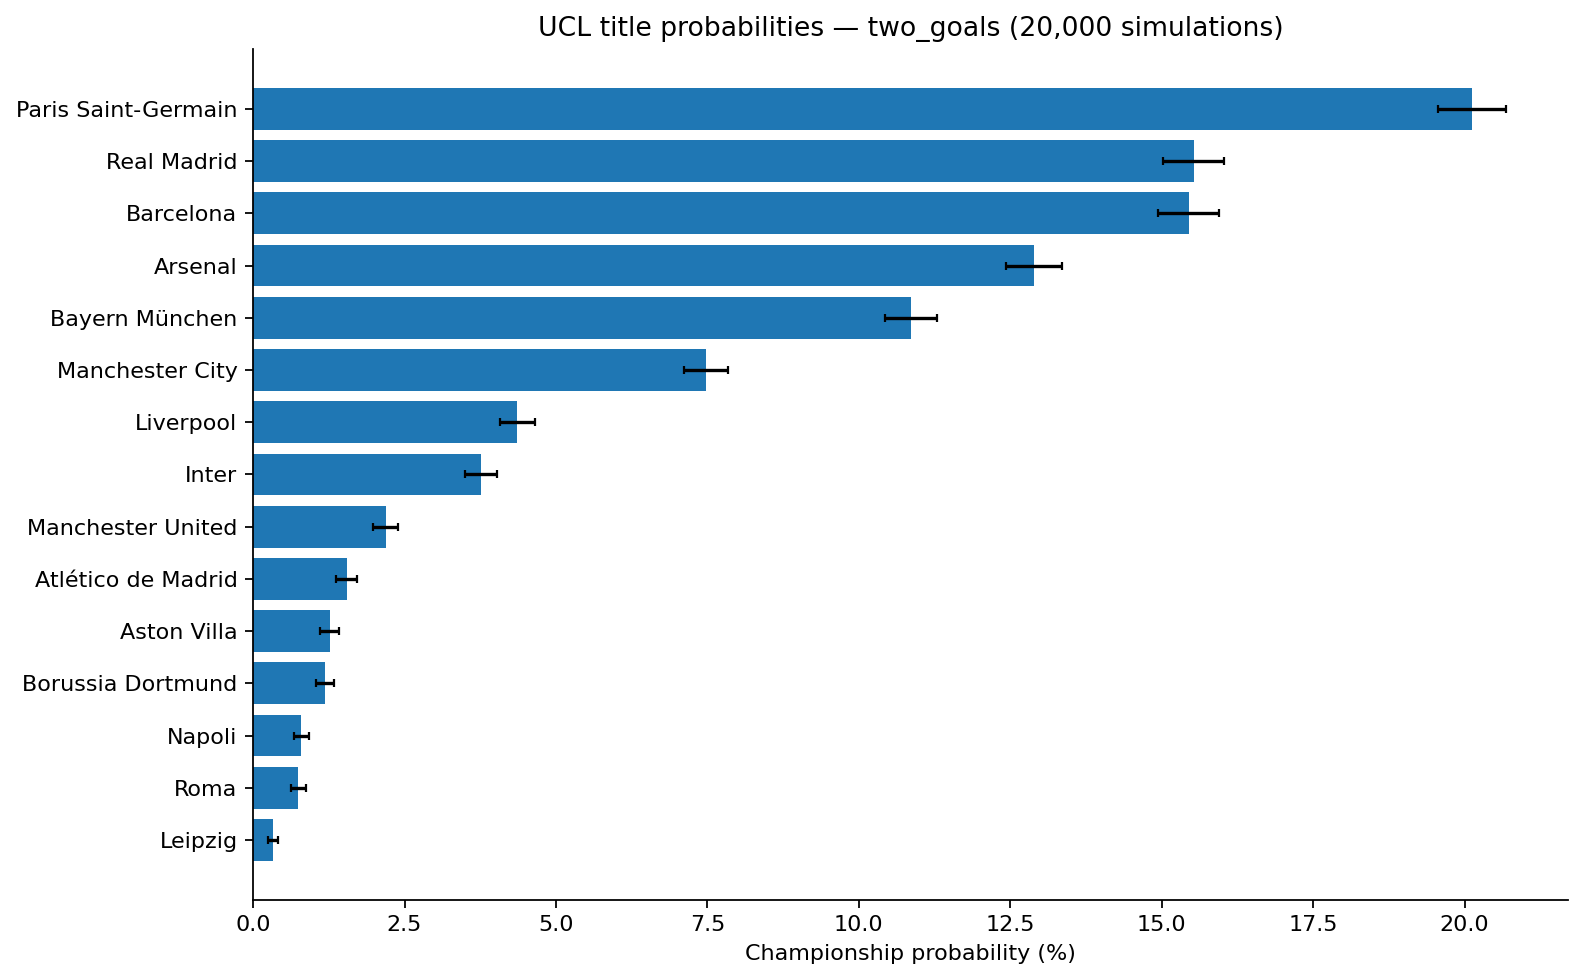 UCL title probabilities — two_goals (20,000 simulations)
Paris Saint-Germain
Real Madrid
Barcelona
Arsenal
Bayern München
Manchester City
Liverpool
Inter
Manchester United
Atlético de Madrid
Aston Villa
Borussia Dortmund
Napoli
Roma
Leipzig
0.0 2.5 5.0 7.5 10.0 12.5 15.0 17.5 20.0
Championship probability (%)